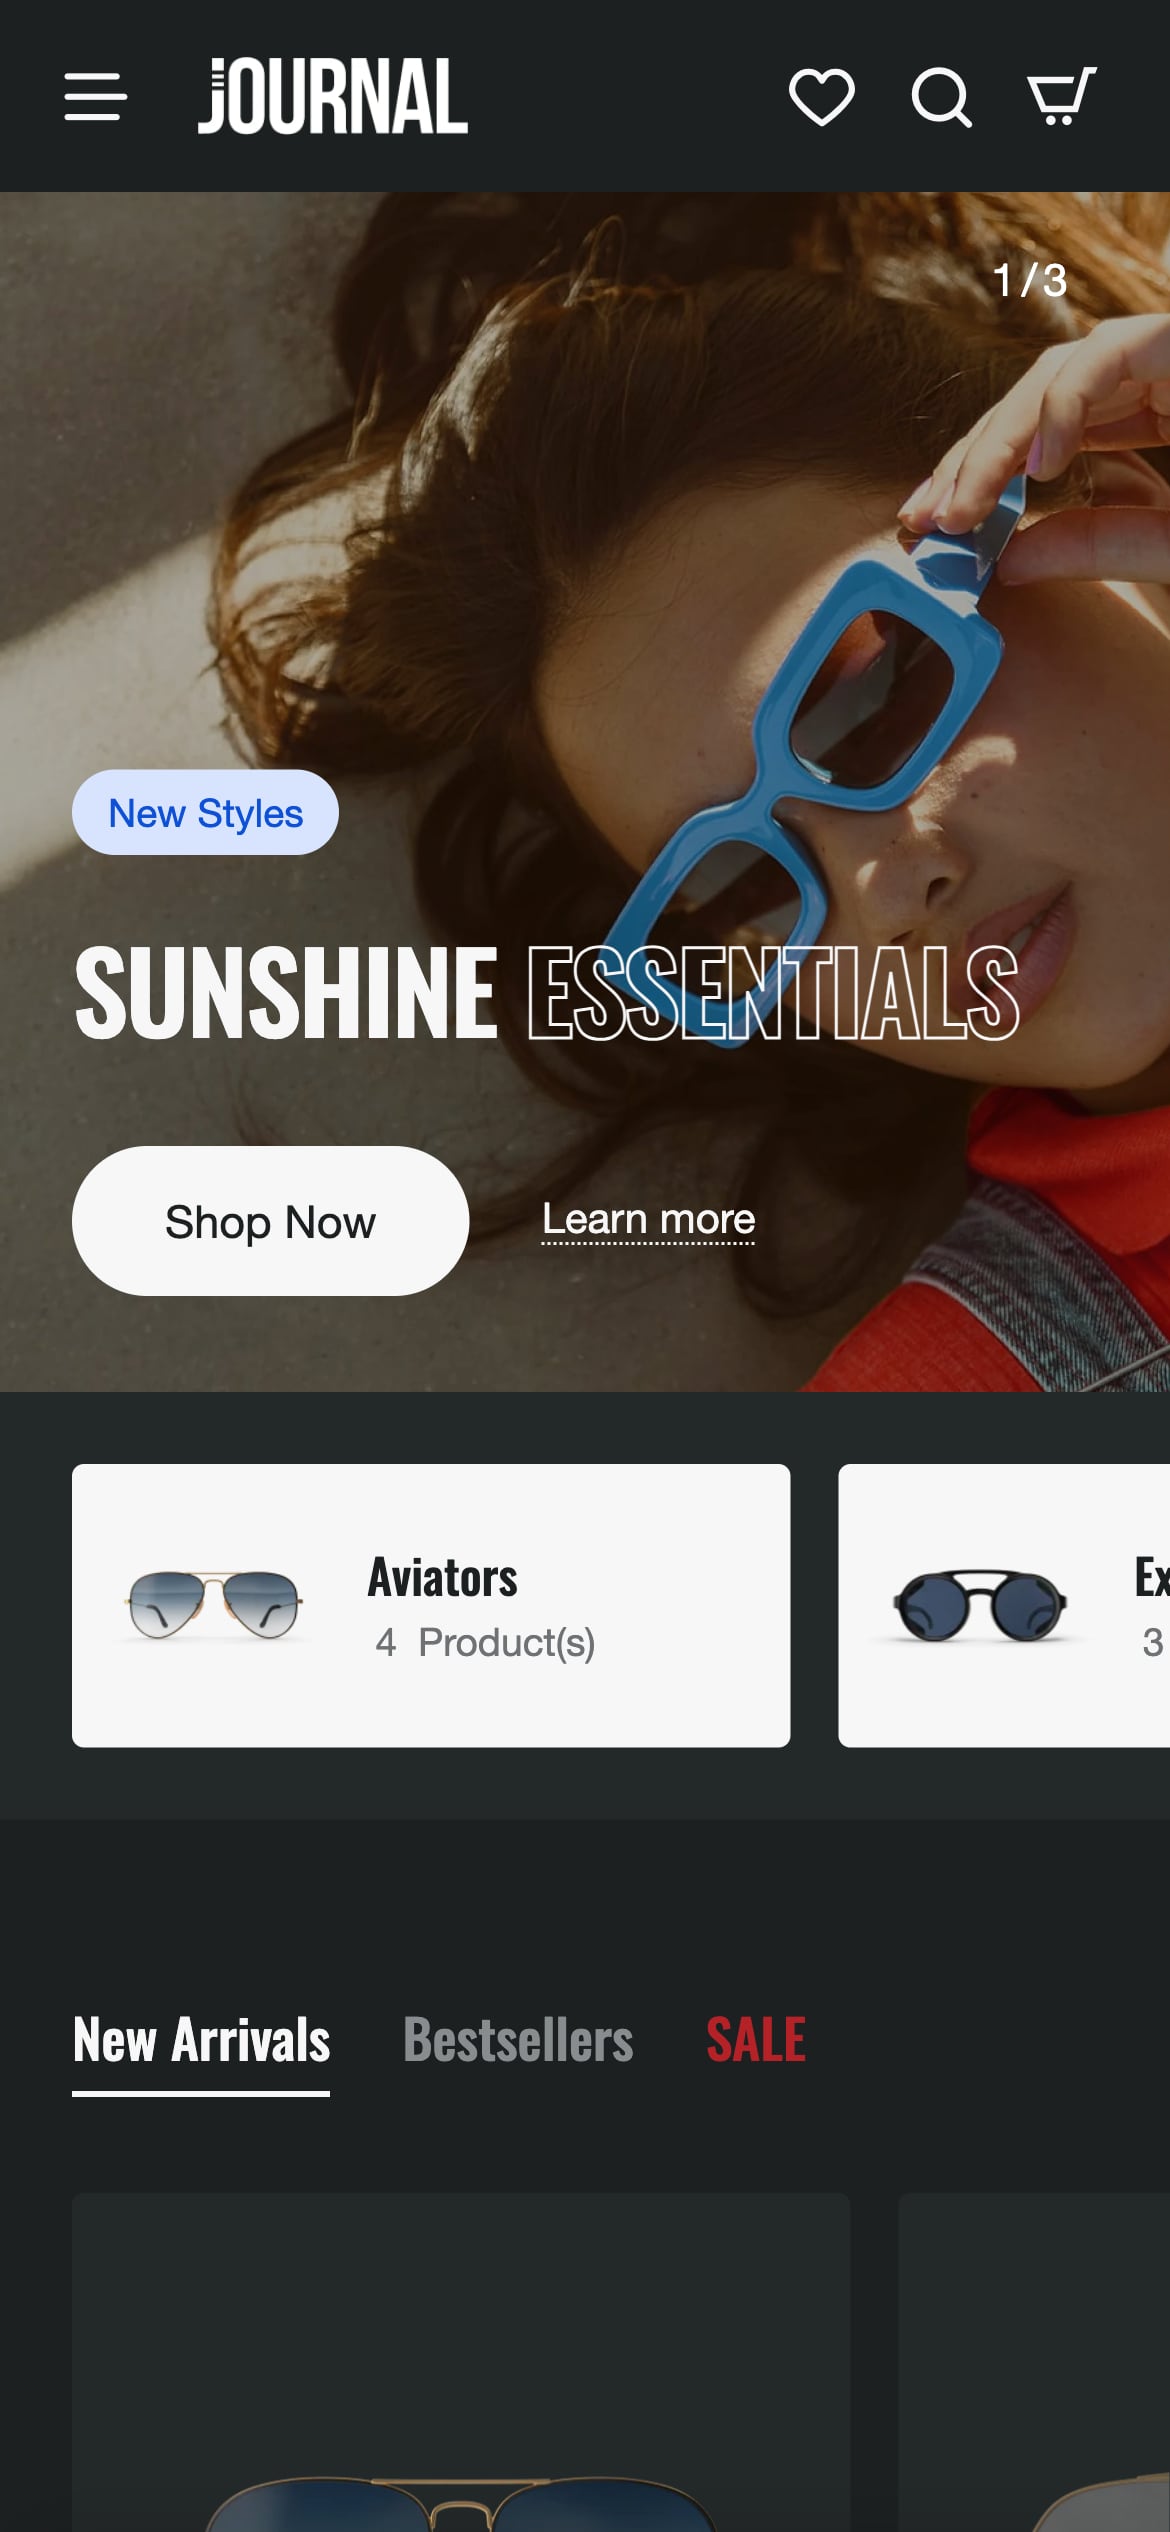 JOURNAL
1/3
New Styles
SUNSHINE ESSENTIALS
Shop Now
Learn more
Aviators
4 Product(s)
Ex
3
New Arrivals
Bestsellers
SALE